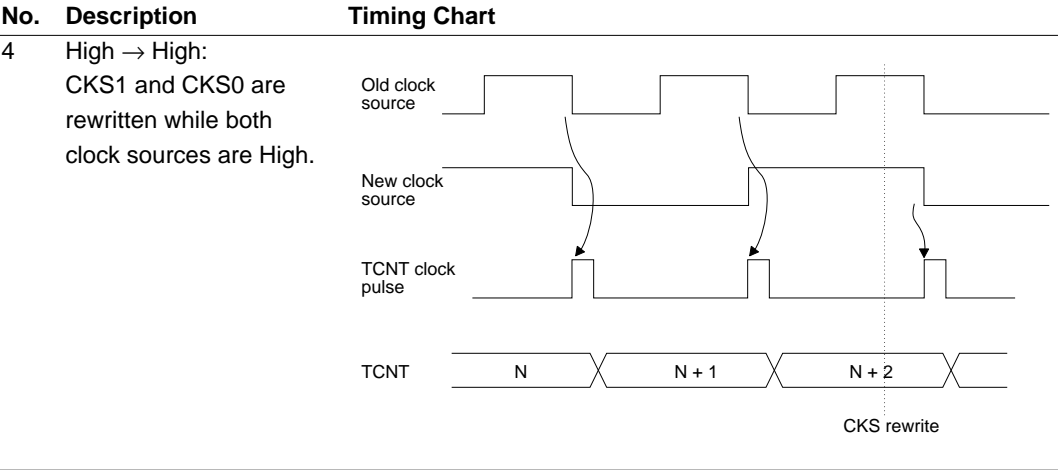 No. Description Timing Chart
4 High → High:
CKS1 and CKS0 are
rewritten while both
clock sources are High.
Old clock
source
New clock
source
TCNT clock
pulse
TCNT N N + 1 N + 2
CKS rewrite